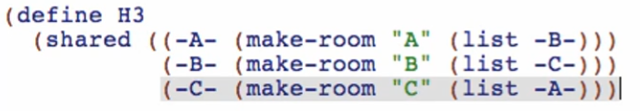 (define H3
(shared ((-A- (make-room "A" (list -B-)))
(-B- (make-room "B" (list -C-)))
(-C- (make-room "C" (list -A-)))